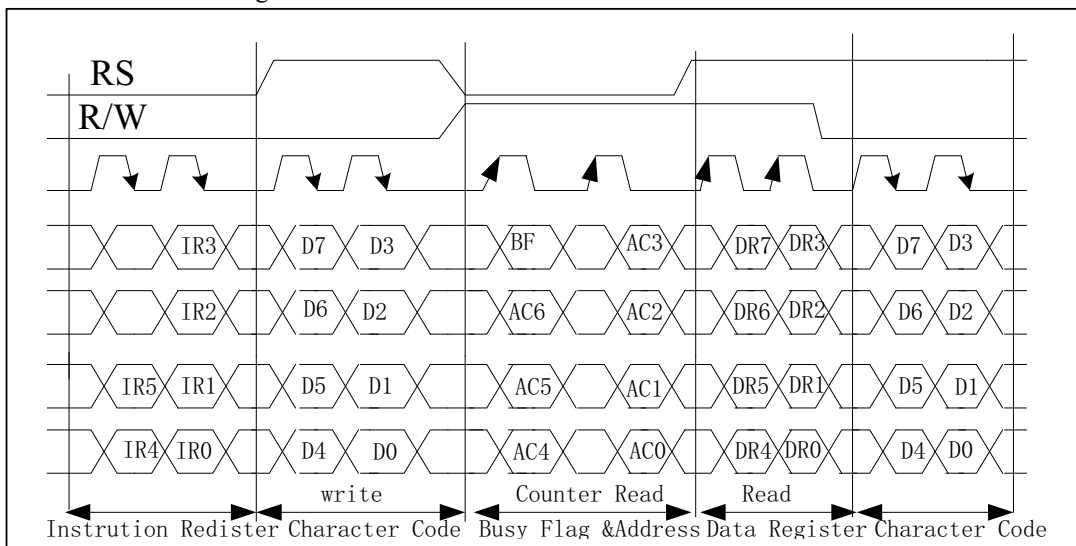 RS
R/W
IR3 D7 D3 BF AC3 DR7 DR3 D7 D3
IR2 D6 D2 AC6 AC2 DR6 DR2 D6 D2
IR5 IR1 D5 D1 AC5 AC1 DR5 DR1 D5 D1
IR4 IR0 D4 D0 AC4 AC0 DR4 DR0 D4 D0
write Counter Read Read
Instrution Redister Character Code Busy Flag &Address Data Register Character Code